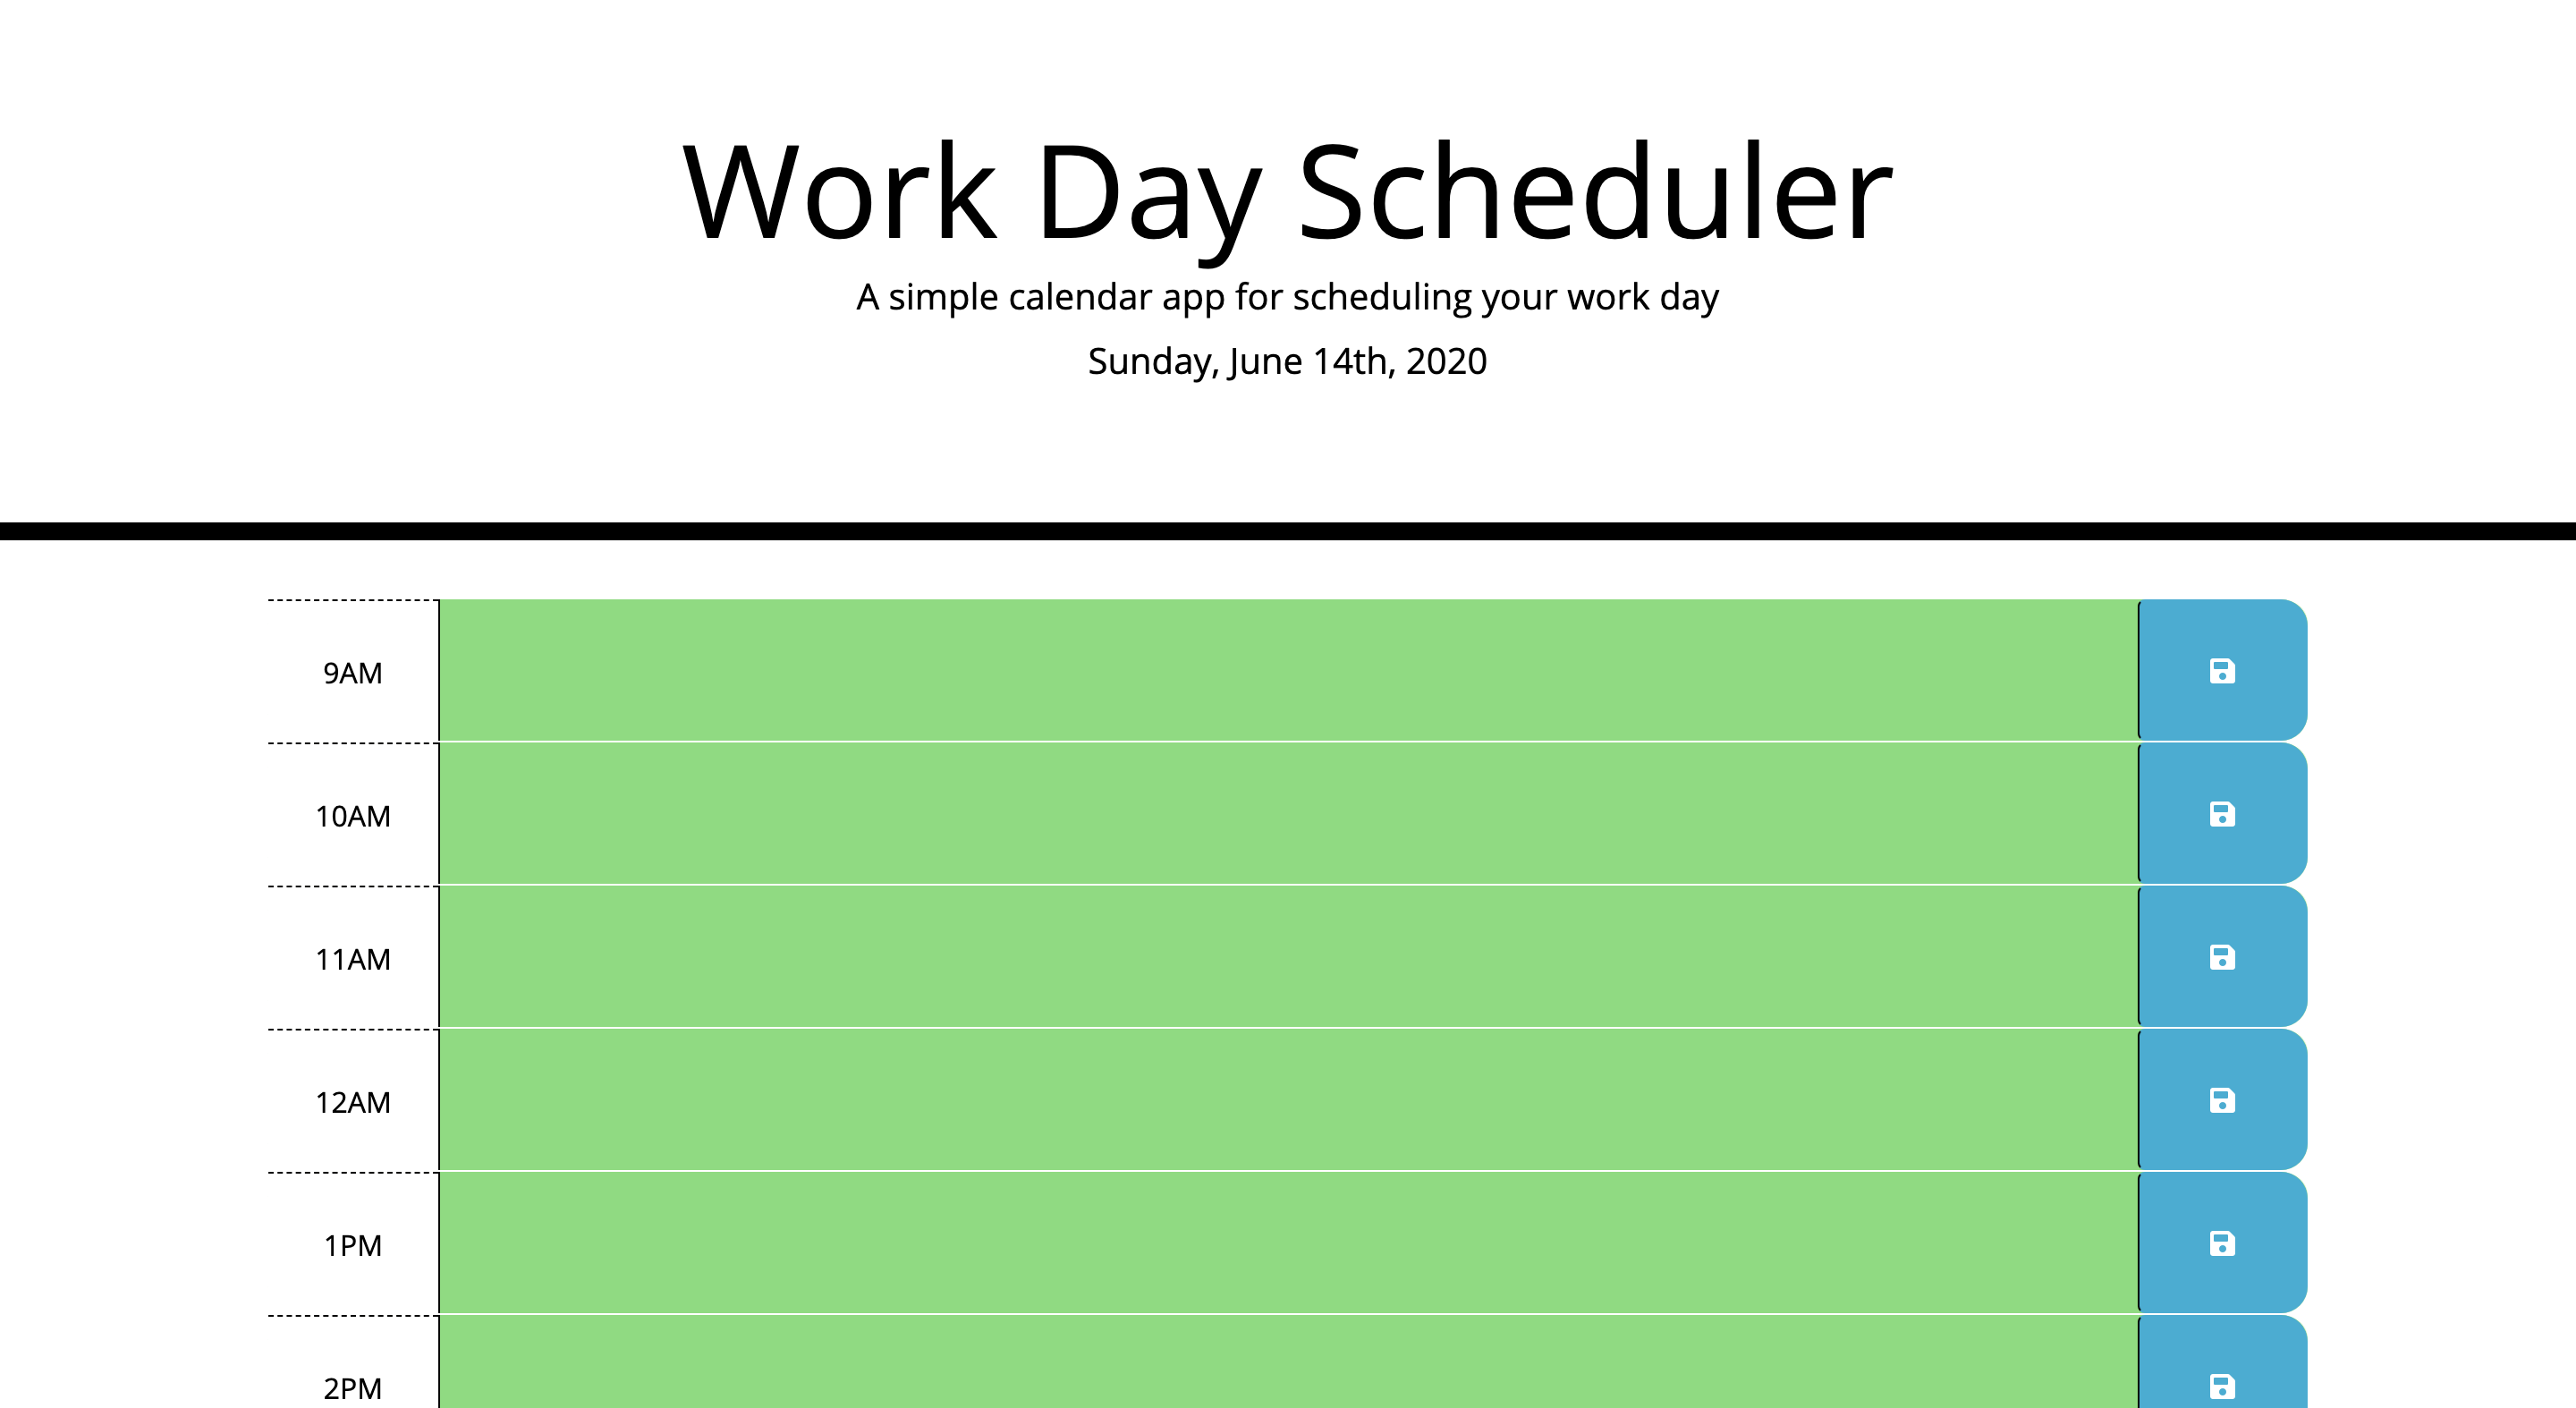 Work Day Scheduler
A simple calendar app for scheduling your work day
Sunday, June 14th, 2020
9AM
10AM
11AM
12AM
1PM
2PM